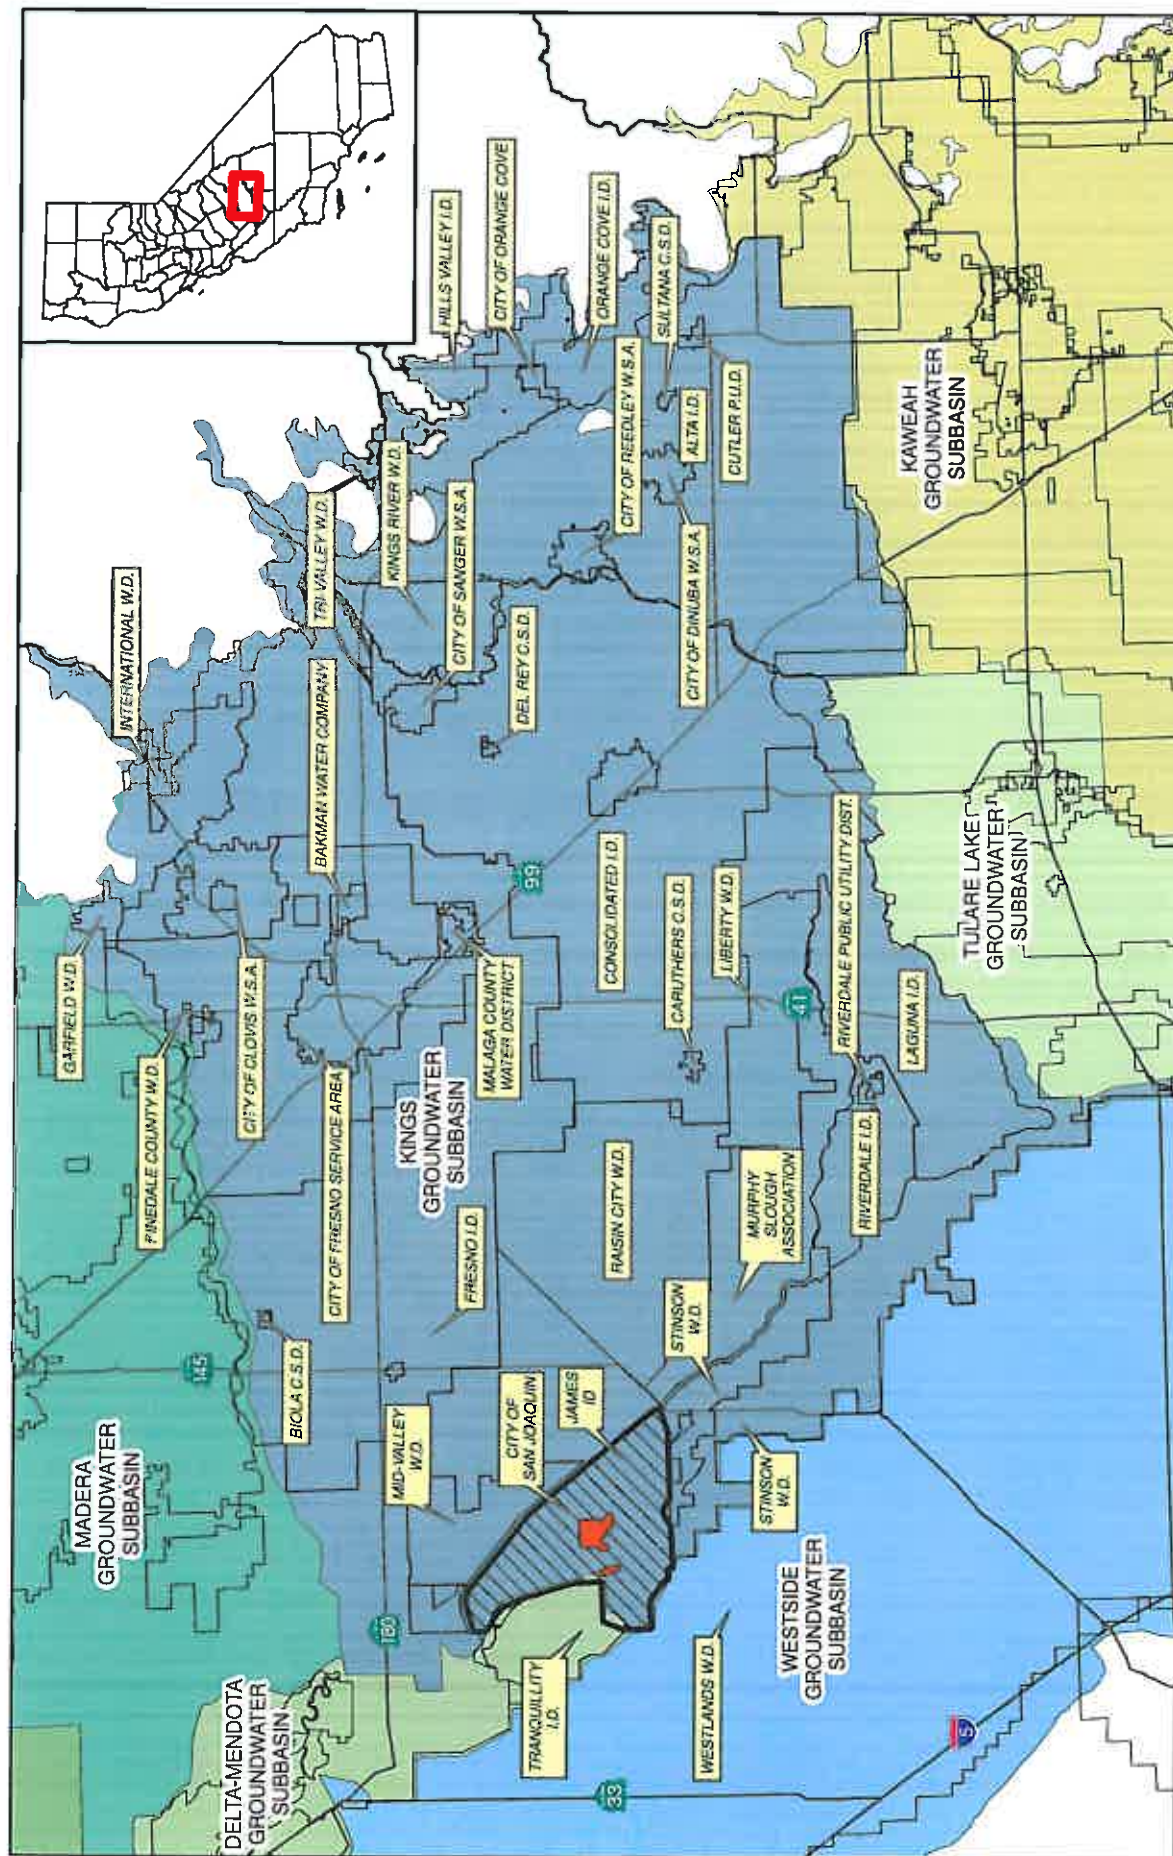 DELTA-MENDOTA
GROUNDWATER
SUBBASIN
MADERA
GROUNDWATER
SUBBASIN
BIOLA C.S.D.
PINEDALE COUNTY W.D.
GARFIELD W.D.
CITY OF CLOVIS W.S.A.
INTERNATIONAL W.D.
BAKMAN WATER COMPANY
TRI-VALLEY W.D.
CITY OF FRESNO SERVICE AREA
KINGS RIVER W.D.
HILLS VALLEY I.D.
CITY OF ORANGE COVE
CITY OF SANGER W.S.A.
ORANGE COVE I.D.
MID-VALLEY
W.D.
KINGS
GROUNDWATER
SUBBASIN
FRESNO I.D.
MALAGA COUNTY
WATER DISTRICT
DEL REY C.S.D.
CITY OF REEDLEY W.S.A.
SULTANA C.S.D.
CITY OF
SAN JOAQUIN
JAMES
ID
TRANQUILLITY
I.D.
RAISIN CITY W.D.
CONSOLIDATED I.D.
CARUTHERS C.S.D.
CITY OF DINUBA W.S.A.
ALTA I.D.
CUTLER P.U.D.
STINSON
W.D.
LIBERTY W.D.
WESTLANDS W.D.
STINSON
W.D.
MURPHY
SLOUGH
ASSOCIATION
RIVERDALE I.D.
RIVERDALE PUBLIC UTILITY DIST.
LAGUNA I.D.
WESTSIDE
GROUNDWATER
SUBBASIN
TULARE LAKE
GROUNDWATER
SUBBASIN
KAWEAH
GROUNDWATER
SUBBASIN
145
180
99
41
33
5